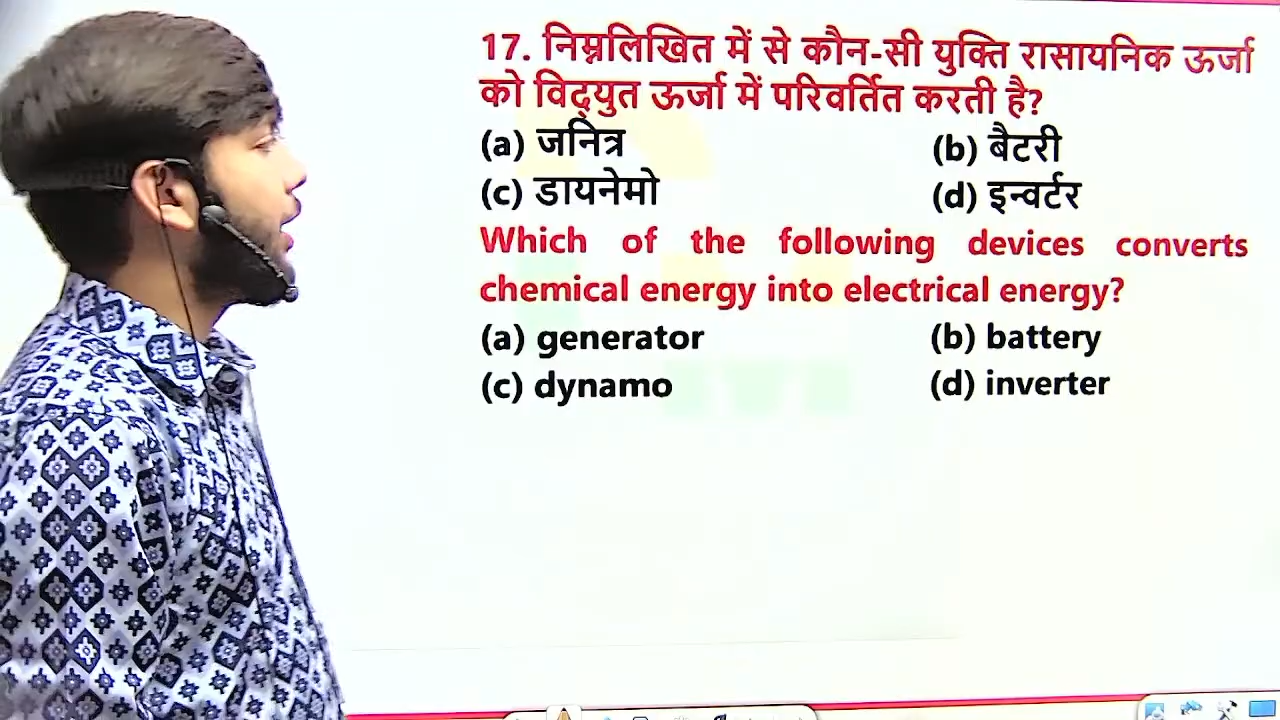 17. निम्नलिखित में से कौन-सी युक्ति रासायनिक ऊर्जा
को विद्युत ऊर्जा में परिवर्तित करती है?
(a) जनित्र (b) बैटरी
(c) डायनेमो (d) इन्वर्टर
Which of the following devices converts
chemical energy into electrical energy?
(a) generator (b) battery
(c) dynamo (d) inverter